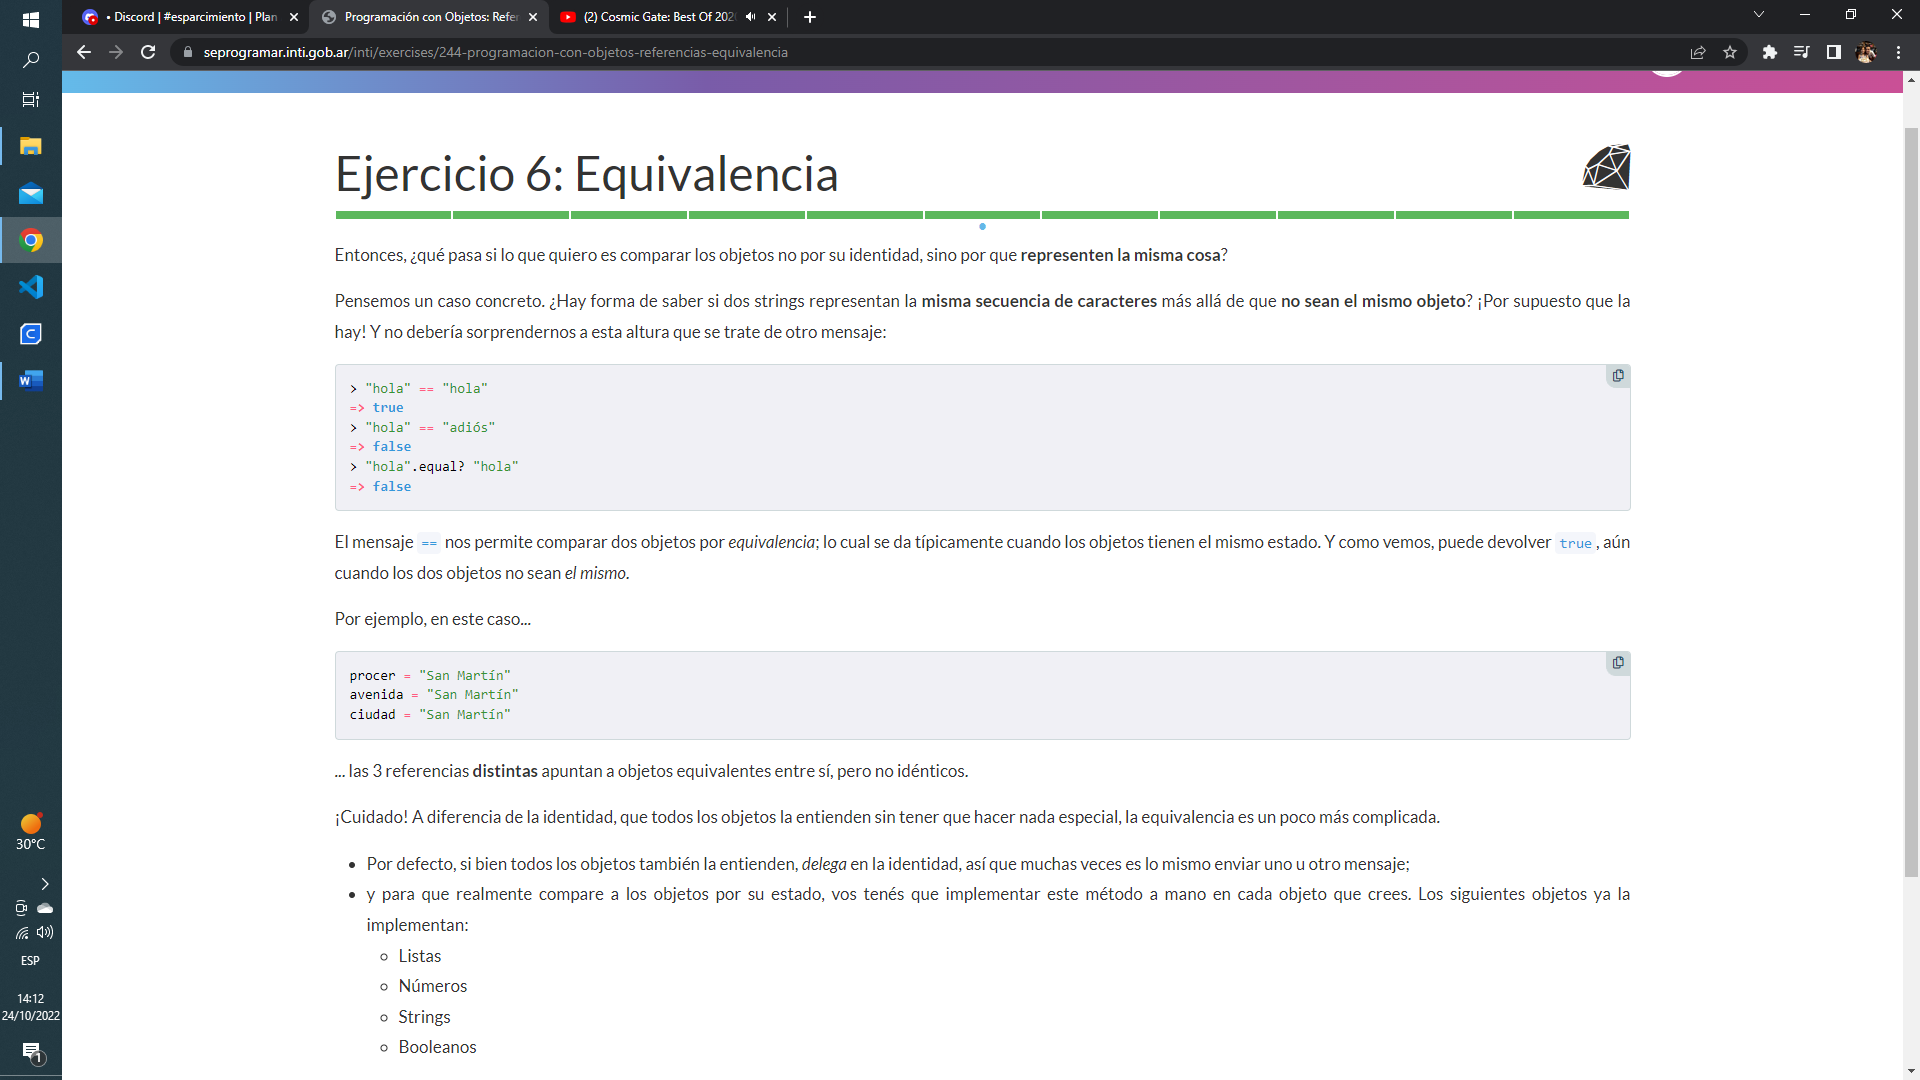 • Discord | #esparcimiento | Plan
Programación con Objetos: Refer
(2) Cosmic Gate: Best Of 2020
seprogramar.inti.gob.ar/inti/exercises/244-programacion-con-objetos-referencias-equivalencia
Ejercicio 6: Equivalencia
Entonces, ¿qué pasa si lo que quiero es comparar los objetos no por su identidad, sino por que representen la misma cosa?
Pensemos un caso concreto. ¿Hay forma de saber si dos strings representan la misma secuencia de caracteres más allá de que no sean el mismo objeto? ¡Por supuesto que la
hay! Y no debería sorprendernos a esta altura que se trate de otro mensaje:
> "hola" == "hola"
=> true
> "hola" == "adiós"
=> false
> "hola".equal? "hola"
=> false
El mensaje == nos permite comparar dos objetos por equivalencia; lo cual se da típicamente cuando los objetos tienen el mismo estado. Y como vemos, puede devolver true, aún
cuando los dos objetos no sean el mismo.
Por ejemplo, en este caso...
procer = "San Martín"
avenida = "San Martín"
ciudad = "San Martín"
... las 3 referencias distintas apuntan a objetos equivalentes entre sí, pero no idénticos.
¡Cuidado! A diferencia de la identidad, que todos los objetos la entienden sin tener que hacer nada especial, la equivalencia es un poco más complicada.
• Por defecto, si bien todos los objetos también la entienden, delega en la identidad, así que muchas veces es lo mismo enviar uno u otro mensaje;
• y para que realmente compare a los objetos por su estado, vos tenés que implementar este método a mano en cada objeto que crees. Los siguientes objetos ya la
implementan:
◦ Listas
◦ Números
◦ Strings
◦ Booleanos
30°C
ESP
14:12
24/10/2022
1